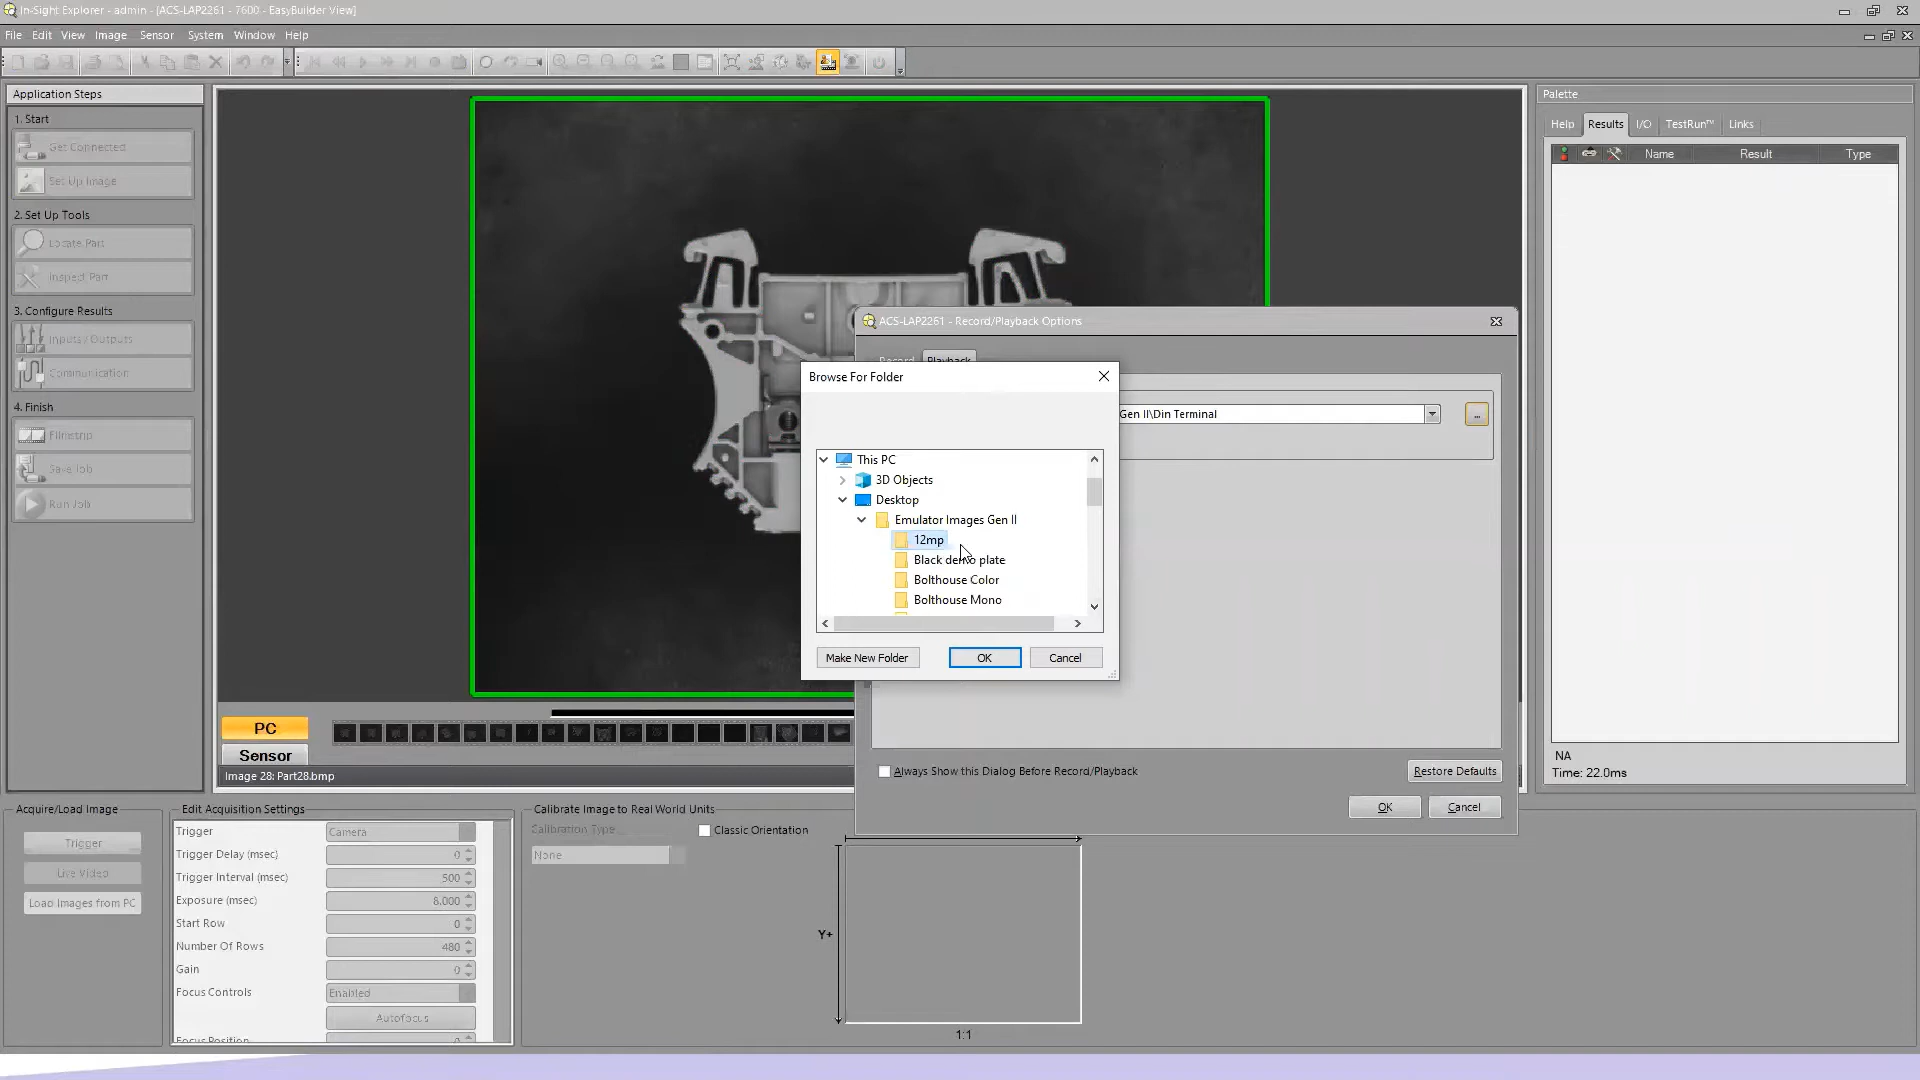 In-Sight Explorer - admin - [ACS-LAP2261 - 7600 - EasyBuilder View]
File Edit View Image Sensor System Window Help
Application Steps
1. Start
Get Connected
Set Up Image
2. Set Up Tools
Locate Part
Inspect Part
3. Configure Results
Inputs / Outputs
Communication
4. Finish
Filmstrip
Save Job
Run Job
Palette
Help Results I/O TestRun™ Links
Name Result Type
NA
Time: 22.0ms
ACS-LAP2261 - Record/Playback Options
Record Playback
Gen II\Din Terminal
...
Always Show this Dialog Before Record/Playback
Restore Defaults
OK Cancel
Browse For Folder
This PC
3D Objects
Desktop
Emulator Images Gen II
12mp
Black demo plate
Bolthouse Color
Bolthouse Mono
Make New Folder OK Cancel
PC
Sensor
Image 28: Part28.bmp
Acquire/Load Image
Trigger
Live Video
Load Images from PC
Edit Acquisition Settings
Trigger Camera
Trigger Delay (msec) 0
Trigger Interval (msec) 500
Exposure (msec) 8.000
Start Row 0
Number Of Rows 480
Gain 0
Focus Controls Enabled
Autofocus
Focus Position
Calibrate Image to Real World Units
Calibration Type
Classic Orientation
None
Y+
1:1